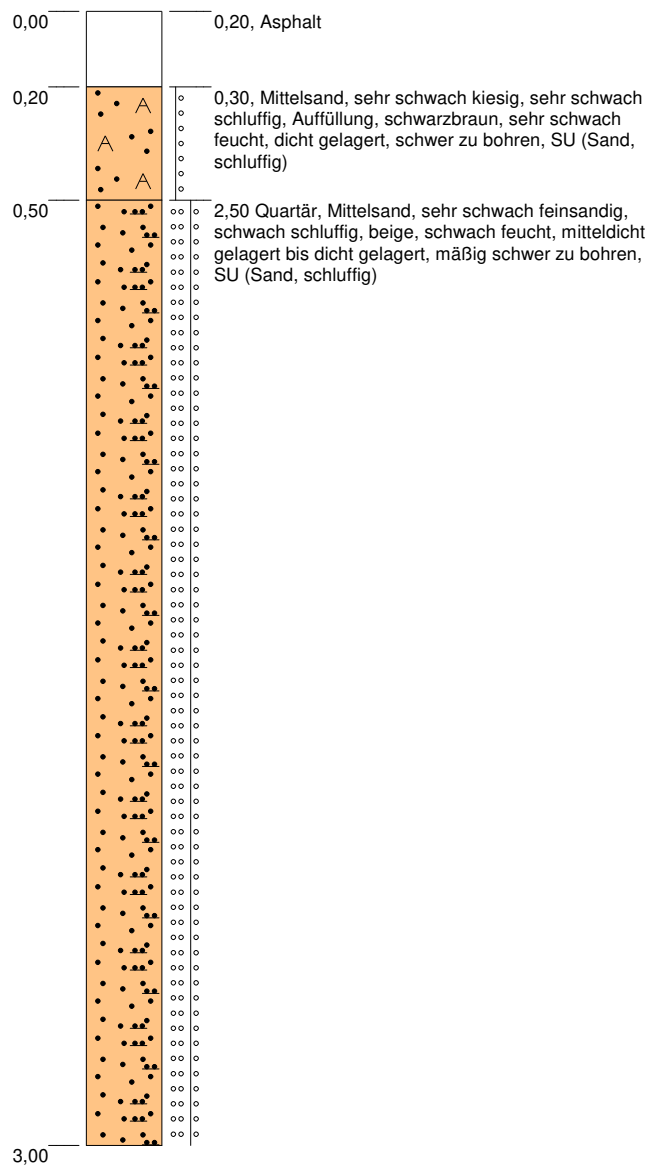 0,00 0,20, Asphalt
0,20 0,30, Mittelsand, sehr schwach kiesig, sehr schwach
schluffig, Auffüllung, schwarzbraun, sehr schwach
feucht, dicht gelagert, schwer zu bohren, SU (Sand,
schluffig)
0,50 2,50 Quartär, Mittelsand, sehr schwach feinsandig,
schwach schluffig, beige, schwach feucht, mitteldicht
gelagert bis dicht gelagert, mäßig schwer zu bohren,
SU (Sand, schluffig)
A
A
A
3,00